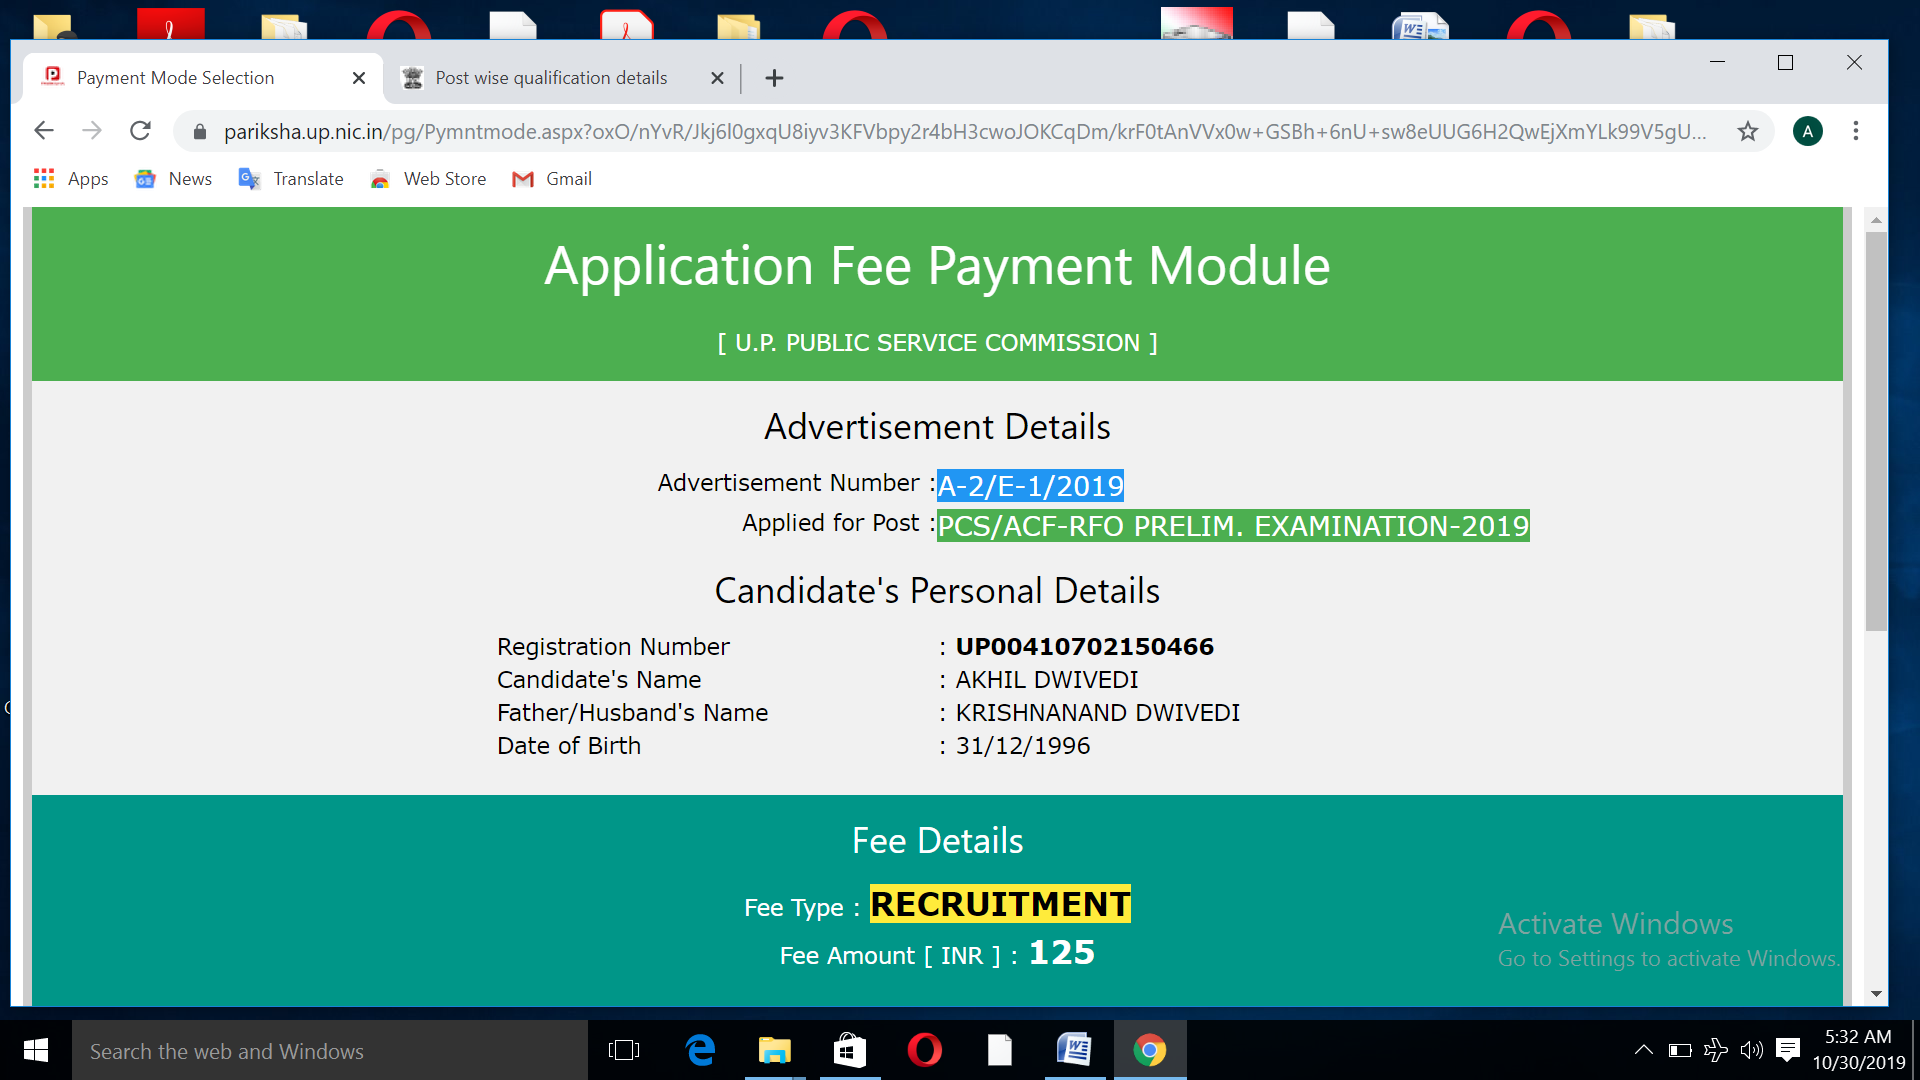 Payment Mode Selection
Post wise qualification details
pariksha.up.nic.in/pg/Pymntmode.aspx?oxO/nYvR/Jkj6l0gxqU8iyv3KFVbpy2r4bH3cwoJOKCqDm/krF0tAnVVx0w+GSBh+6nU+sw8eUUG6H2QwEjXmYLk99V5gU...
A
Apps
News
Translate
Web Store
Gmail
Application Fee Payment Module
[ U.P. PUBLIC SERVICE COMMISSION ]
Advertisement Details
Advertisement Number : A-2/E-1/2019
Applied for Post : PCS/ACF-RFO PRELIM. EXAMINATION-2019
Candidate's Personal Details
Registration Number : UP00410702150466
Candidate's Name : AKHIL DWIVEDI
Father/Husband's Name : KRISHNANAND DWIVEDI
Date of Birth : 31/12/1996
Fee Details
Fee Type : RECRUITMENT
Fee Amount [ INR ] : 125
Activate Windows
Go to Settings to activate Windows.
Search the web and Windows
5:32 AM
10/30/2019